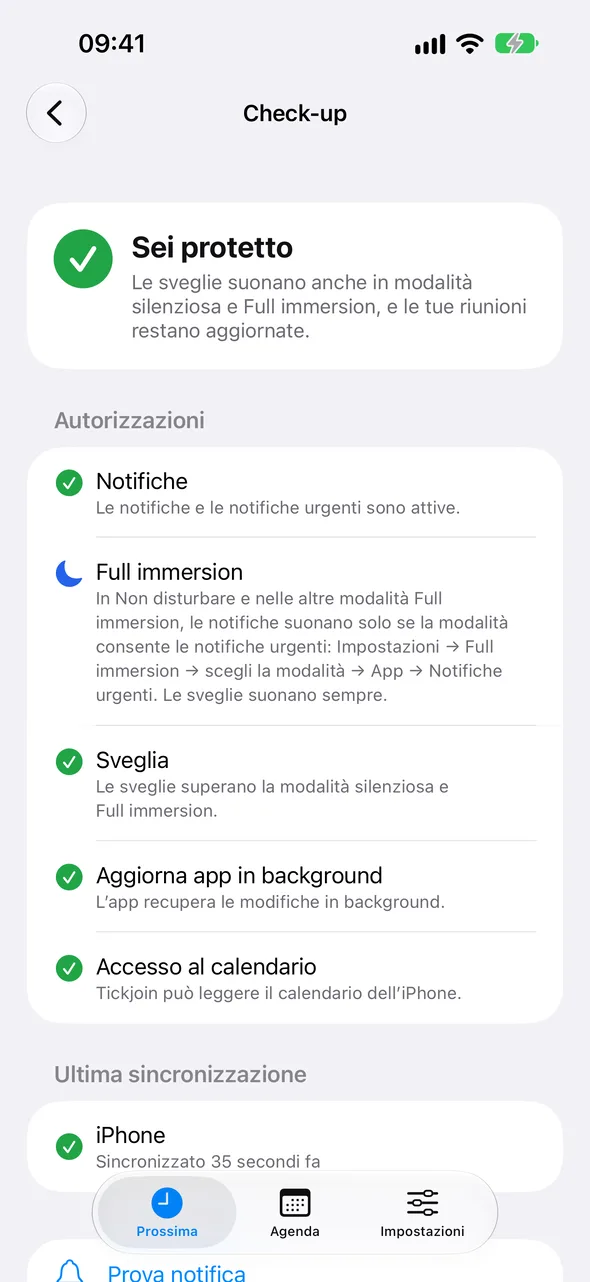 09:41
Check-up
Sei protetto
Le sveglie suonano anche in modalità
silenziosa e Full immersion, e le tue riunioni
restano aggiornate.
Autorizzazioni
Notifiche
Le notifiche e le notifiche urgenti sono attive.
Full immersion
In Non disturbare e nelle altre modalità Full
immersion, le notifiche suonano solo se la modalità
consente le notifiche urgenti: Impostazioni → Full
immersion → scegli la modalità → App → Notifiche
urgenti. Le sveglie suonano sempre.
Sveglia
Le sveglie superano la modalità silenziosa e
Full immersion.
Aggiorna app in background
L’app recupera le modifiche in background.
Accesso al calendario
Tickjoin può leggere il calendario dell’iPhone.
Ultima sincronizzazione
iPhone
Sincronizzato 35 secondi fa
Prossima
Agenda
Impostazioni
Prova notifica